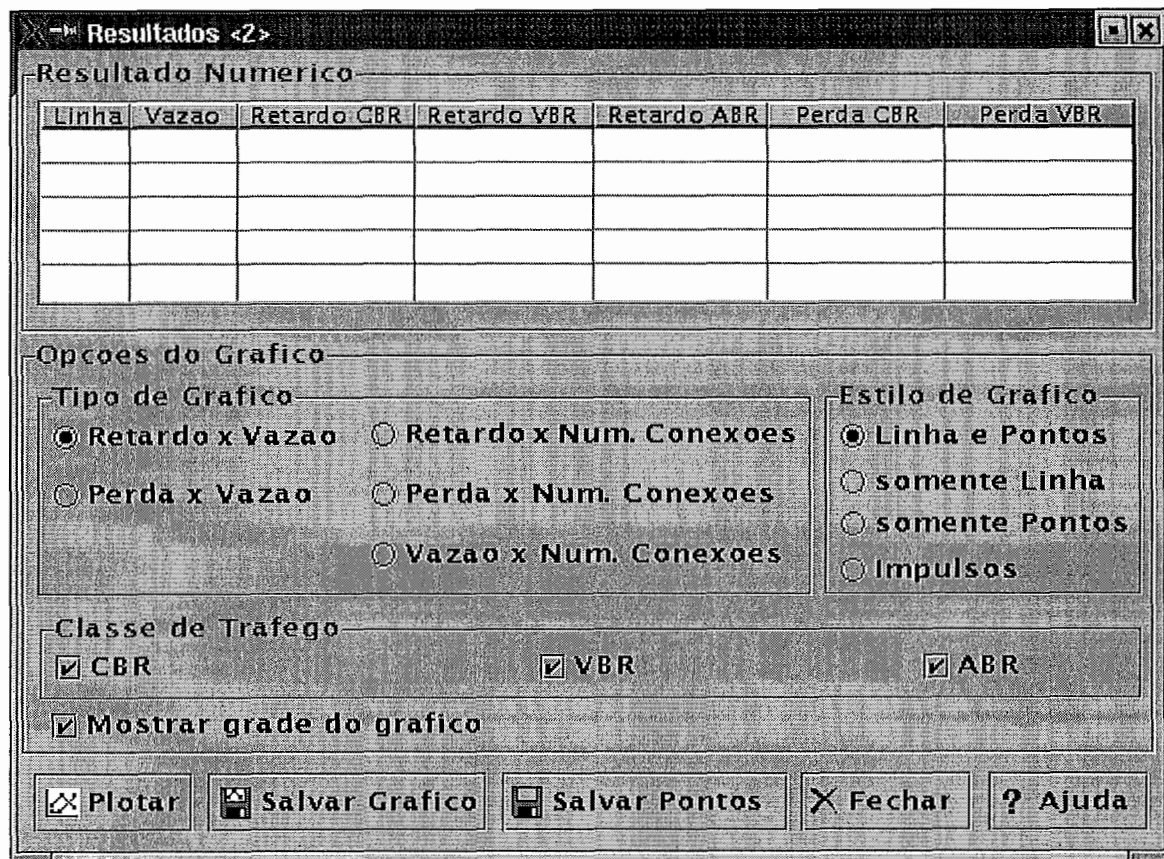 Resultados <2>
Resultado Numerico
Linha Vazao Retardo CBR Retardo VBR Retardo ABR Perda CBR Perda VBR
Opcoes do Grafico
Tipo de Grafico
Retardo x Vazao Retardo x Num. Conexoes
Perda x Vazao Perda x Num. Conexoes
Vazao x Num. Conexoes
Estilo de Grafico
Linha e Pontos
somente Linha
somente Pontos
Impulsos
Classe de Trafego
CBR VBR ABR
Mostrar grade do grafico
Plotar Salvar Grafico Salvar Pontos Fechar ? Ajuda